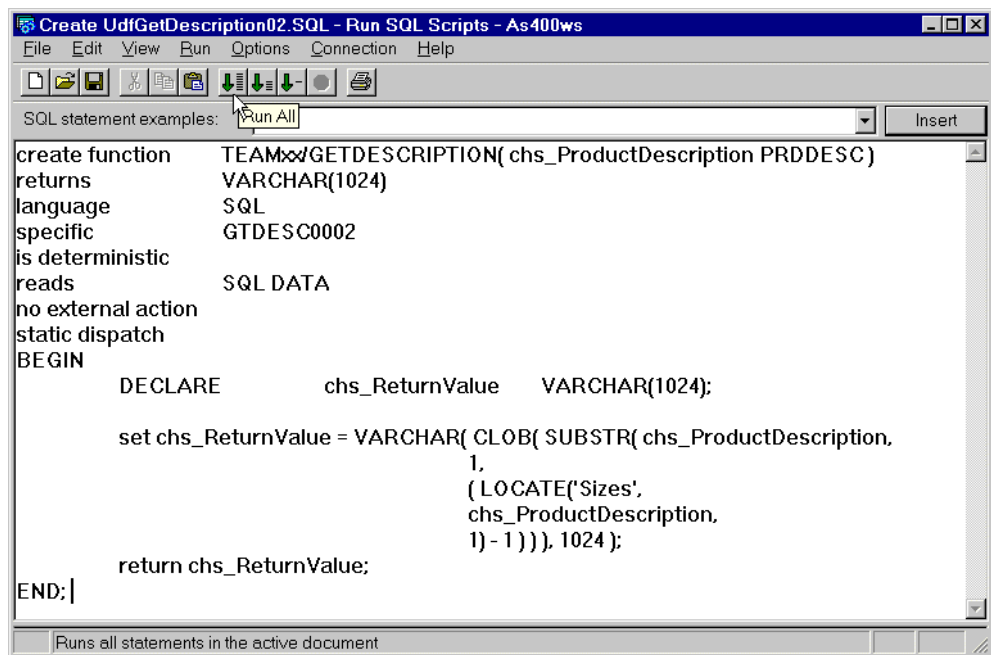 Create UdfGetDescription02.SQL - Run SQL Scripts - As400ws
File Edit View Run Options Connection Help
SQL statement examples: Run All Insert
create function TEAMxx/GETDESCRIPTION( chs_ProductDescription PRDDESC )
returns VARCHAR(1024)
language SQL
specific GTDESC0002
is deterministic
reads SQL DATA
no external action
static dispatch
BEGIN
DECLARE chs_ReturnValue VARCHAR(1024);
set chs_ReturnValue = VARCHAR( CLOB( SUBSTR( chs_ProductDescription,
1,
( LOCATE('Sizes',
chs_ProductDescription,
1) - 1 ) ) ), 1024 );
return chs_ReturnValue;
END;
Runs all statements in the active document